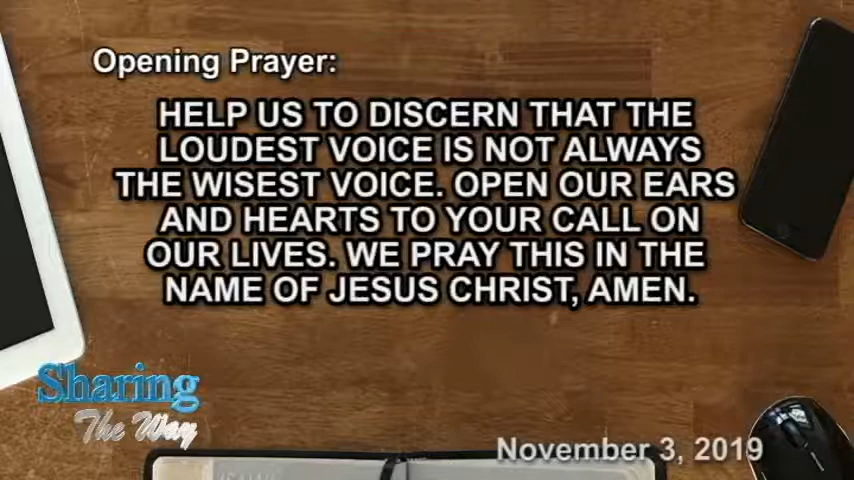 Opening Prayer:
HELP US TO DISCERN THAT THE
LOUDEST VOICE IS NOT ALWAYS
THE WISEST VOICE. OPEN OUR EARS
AND HEARTS TO YOUR CALL ON
OUR LIVES. WE PRAY THIS IN THE
NAME OF JESUS CHRIST, AMEN.
Sharing
The Way
November 3, 2019